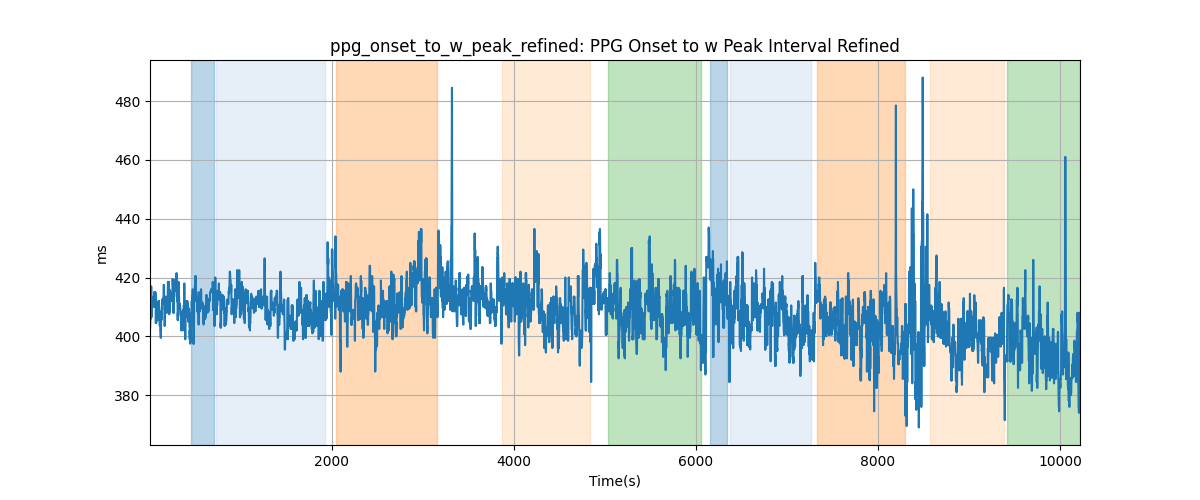 ppg_onset_to_w_peak_refined: PPG Onset to w Peak Interval Refined
480
460
440
420
400
380
ms
2000 4000 6000 8000 10000
Time(s)